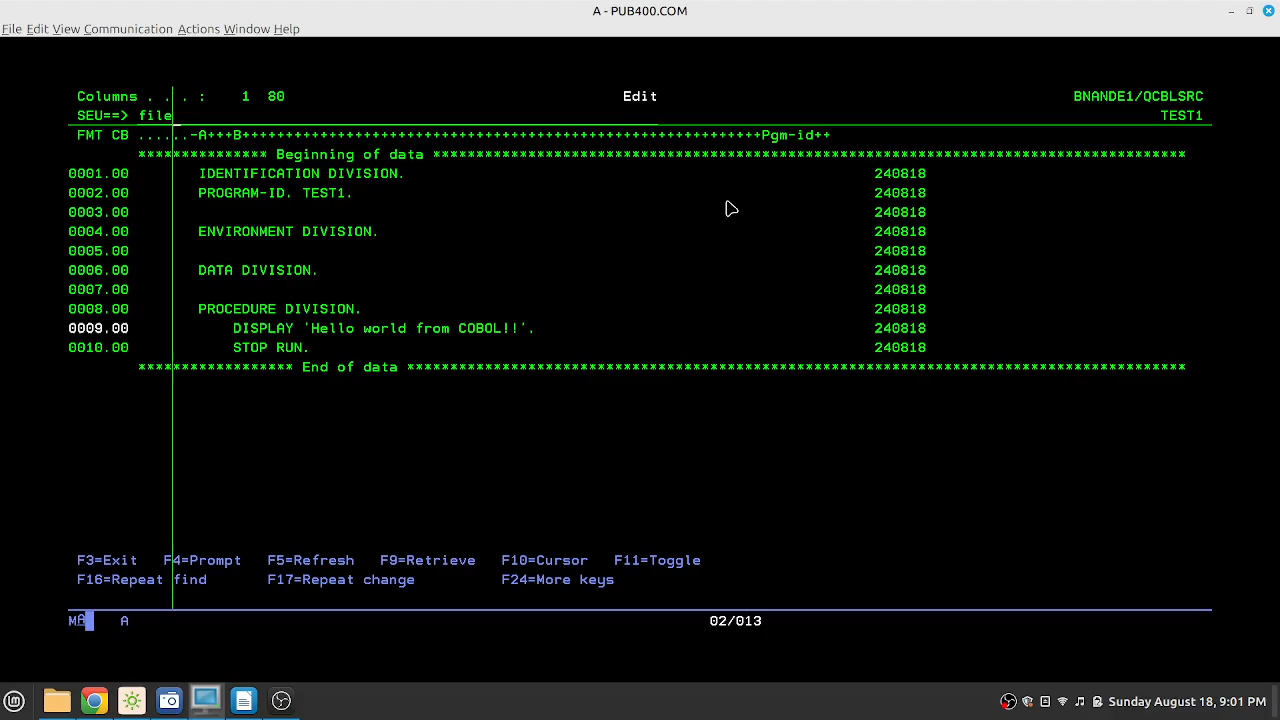 A - PUB400.COM
File Edit View Communication Actions Window Help
Columns . . . : 1 80 Edit BNANDE1/QCBLSRC
SEU==> file TEST1
FMT CB ......-A+++B+++++++++++++++++++++++++++++++++++++++++++++++++++++++++++++Pgm-id++
*************** Beginning of data ***************************************************************************************
0001.00 IDENTIFICATION DIVISION. 240818
0002.00 PROGRAM-ID. TEST1. 240818
0003.00 240818
0004.00 ENVIRONMENT DIVISION. 240818
0005.00 240818
0006.00 DATA DIVISION. 240818
0007.00 240818
0008.00 PROCEDURE DIVISION. 240818
0009.00 DISPLAY 'Hello world from COBOL!!'. 240818
0010.00 STOP RUN. 240818
****************** End of data ******************************************************************************************
F3=Exit F4=Prompt F5=Refresh F9=Retrieve F10=Cursor F11=Toggle
F16=Repeat find F17=Repeat change F24=More keys
MA A 02/013
Sunday August 18, 9:01 PM